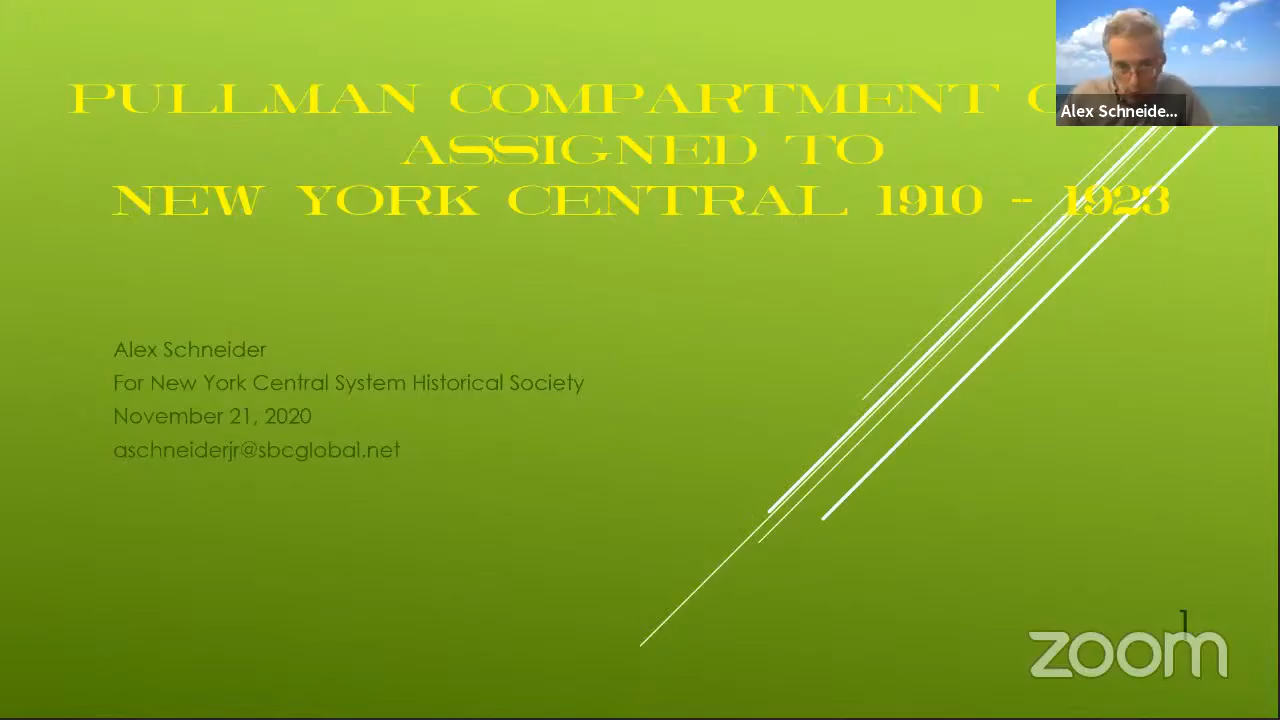 PULLMAN COMPARTMENT
ASSIGNED TO
NEW YORK CENTRAL 1910 – 1923
Alex Schneide...
Alex Schneider
For New York Central System Historical Society
November 21, 2020
aschneiderjr@sbcglobal.net
1
zoom